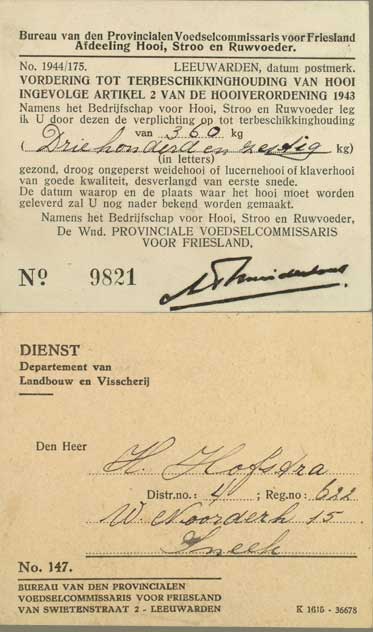 Bureau van den Provincialen Voedselcommissaris voor Friesland
Afdeeling Hooi, Stroo en Ruwvoeder.
No. 1944/175. LEEUWARDEN, datum postmerk.
VORDERING TOT TERBESCHIKKINGHOUDING VAN HOOI
INGEVOLGE ARTIKEL 2 VAN DE HOOIVERORDENING 1943
Namens het Bedrijfschap voor Hooi, Stroo en Ruwvoeder leg
ik U door dezen de verplichting op tot terbeschikkinghouding
van 360 kg
(Driehonderd en zestig kg)
(in letters)
gezond, droog ongeperst weidehooi of lucernehooi of klaverhooi
van goede kwaliteit, desverlangd van eerste snede.
De datum waarop en de plaats waar het hooi moet worden
geleverd zal U nog nader bekend worden gemaakt.
Namens het Bedrijfschap voor Hooi, Stroo en Ruwvoeder,
De Wnd. PROVINCIALE VOEDSELCOMMISSARIS
VOOR FRIESLAND,
No. 9821
DIENST
Departement van
Landbouw en Visscherij
Den Heer H. Hofstra
Distr.no.: 4 ; Reg.no: 622
W. Noorderh 15.
Sneek
No. 147.
BUREAU VAN DEN PROVINCIALEN
VOEDSELCOMMISSARIS VOOR FRIESLAND
VAN SWIETENSTRAAT 2 - LEEUWARDEN K 1615 - 36678